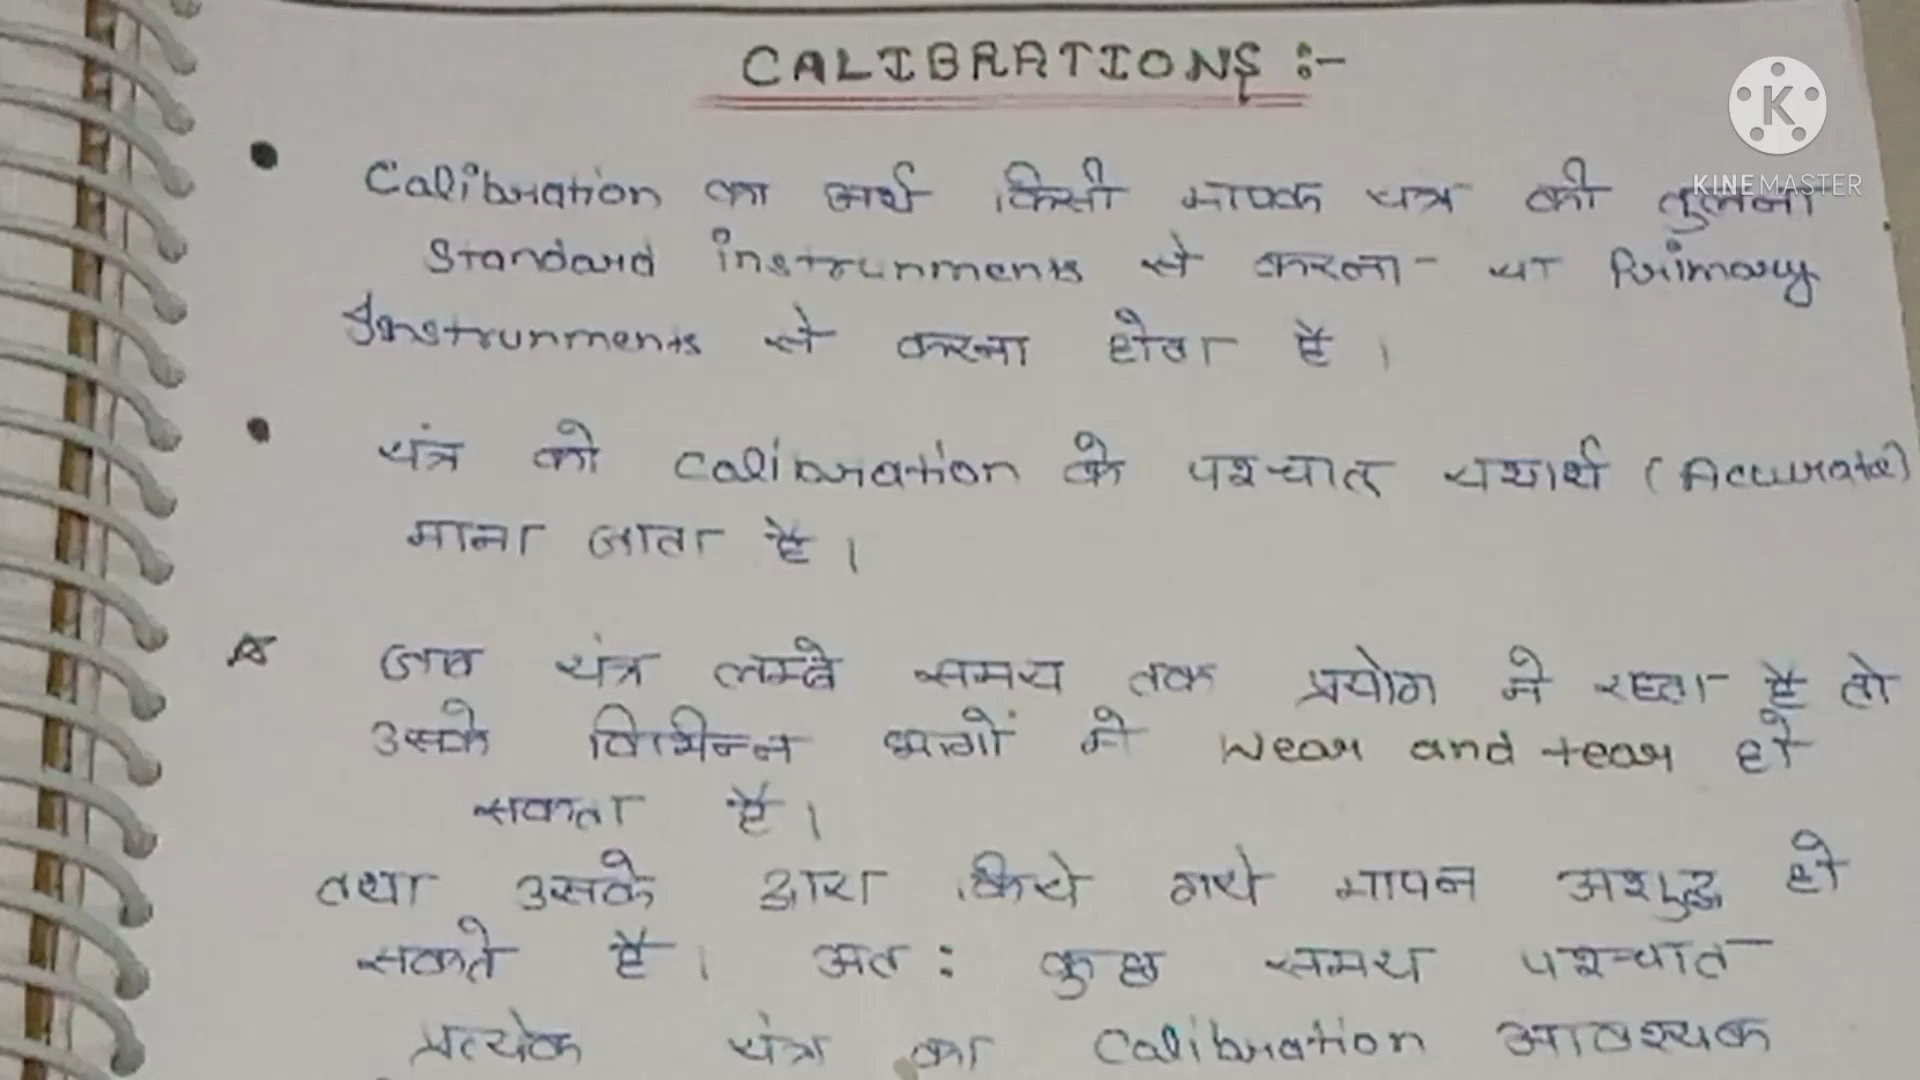 CALIBRATIONS :-
Calibration का अर्थ किसी मापक यंत्र की तुलना
Standard instrunments से करना - या Primary
Instrunments से करना होता है ।
यंत्र को calibration के पश्चात यथार्थ (Accurate)
माना जाता है ।
जब यंत्र लम्बे समय तक प्रयोग मे रहता है तो
उसके विभिन्न भागों मे wear and tear हो
सकता है ।
तथा उसके द्वारा किये गये मापन अशुद्ध हो
सकते है । अत : कुछ समय पश्चात
प्रत्येक यंत्र का Calibration आवश्यक
K
KINEMASTER